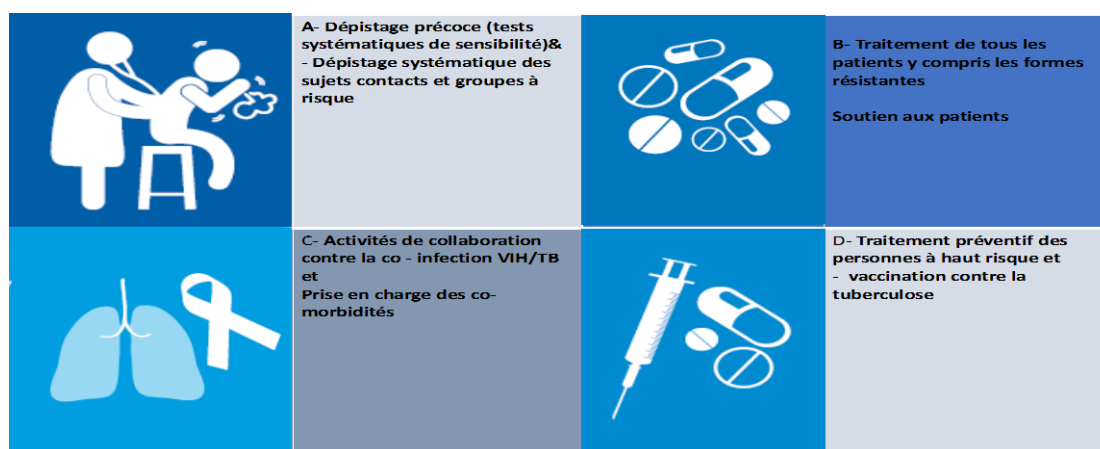 A- Dépistage précoce (tests
systématiques de sensibilité)&
- Dépistage systématique des
sujets contacts et groupes à
risque
B- Traitement de tous les
patients y compris les formes
résistantes
Soutien aux patients
C- Activités de collaboration
contre la co - infection VIH/TB
et
Prise en charge des co-
morbidités
D- Traitement préventif des
personnes à haut risque et
- vaccination contre la
tuberculose